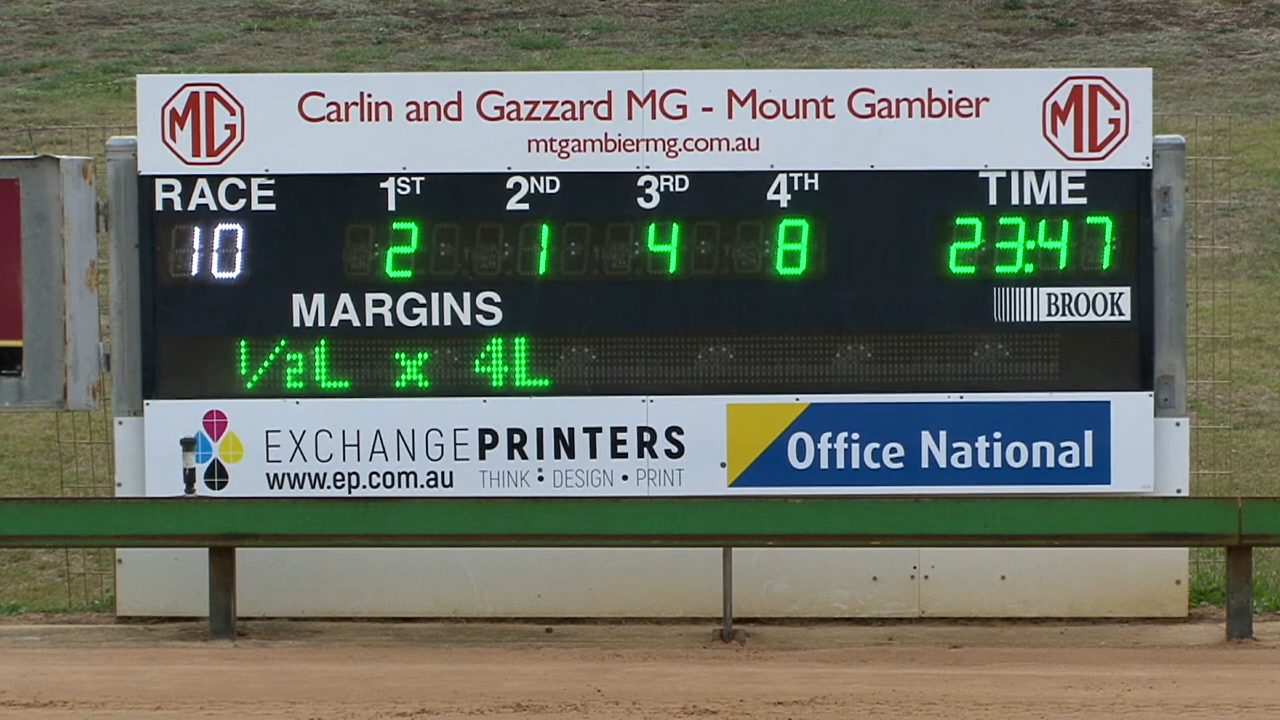 MG Carlin and Gazzard MG - Mount Gambier MG
mtgambiermg.com.au
RACE 1ST 2ND 3RD 4TH TIME
10 2 1 4 8 23:47
MARGINS BROOK
½L x 4L
EXCHANGEPRINTERS
www.ep.com.au THINK : DESIGN • PRINT
Office National